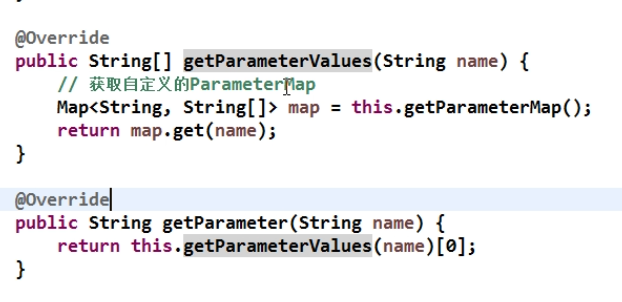 @Override
public String[] getParameterValues(String name) {
// 获取自定义的ParameterMap
Map<String, String[]> map = this.getParameterMap();
return map.get(name);
}
@Override
public String getParameter(String name) {
return this.getParameterValues(name)[0];
}